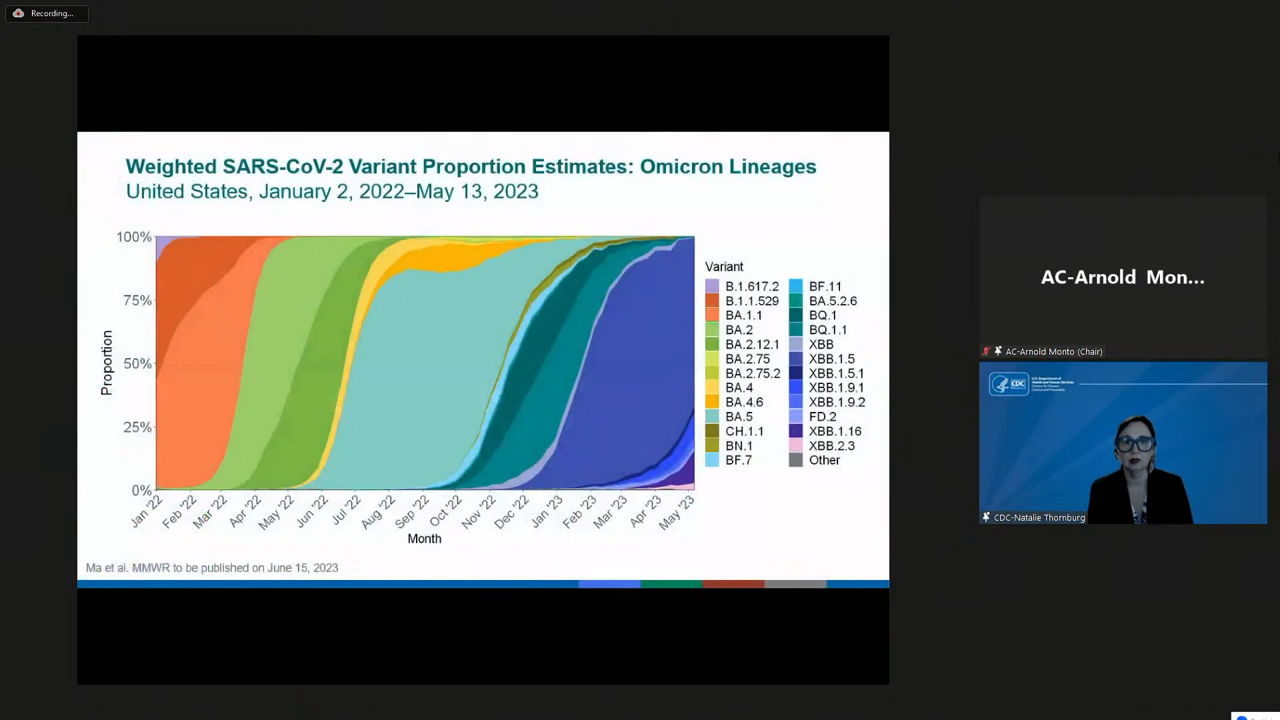 Recording...
Weighted SARS-CoV-2 Variant Proportion Estimates: Omicron Lineages
United States, January 2, 2022–May 13, 2023
100%
75%
50%
25%
0%
Proportion
Jan '22
Feb '22
Mar '22
Apr '22
May '22
Jun '22
Jul '22
Aug '22
Sep '22
Oct '22
Nov '22
Dec '22
Jan '23
Feb '23
Mar '23
Apr '23
May '23
Month
Variant
B.1.617.2
B.1.1.529
BA.1.1
BA.2
BA.2.12.1
BA.2.75
BA.2.75.2
BA.4
BA.4.6
BA.5
CH.1.1
BN.1
BF.7
BF.11
BA.5.2.6
BQ.1
BQ.1.1
XBB
XBB.1.5
XBB.1.5.1
XBB.1.9.1
XBB.1.9.2
FD.2
XBB.1.16
XBB.2.3
Other
Ma et al. MMWR to be published on June 15, 2023
AC-Arnold Mon...
AC-Arnold Monto (Chair)
CDC
CDC-Natalie Thornburg